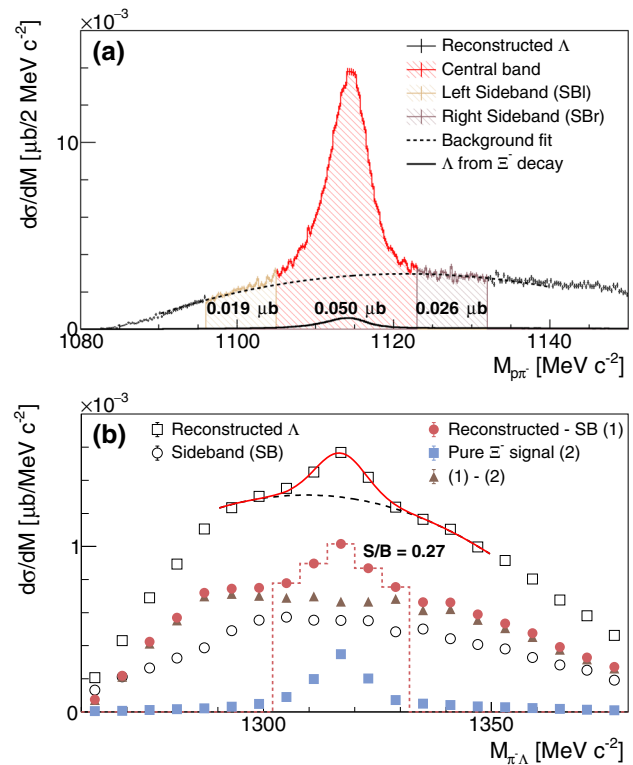 ×10⁻³
(a)
Reconstructed Λ
Central band
Left Sideband (SBl)
Right Sideband (SBr)
Background fit
Λ from Ξ⁻ decay
dσ/dM [μb/2 MeV c⁻²]
10
0
0.019 μb 0.050 μb 0.026 μb
1080 1100 1120 1140
M_pπ⁻ [MeV c⁻²]
×10⁻³
(b)
Reconstructed Λ
Sideband (SB)
Reconstructed - SB (1)
Pure Ξ⁻ signal (2)
(1) - (2)
dσ/dM [μb/MeV c⁻²]
S/B = 0.27
1
0
1300 1350
M_π⁻Λ [MeV c⁻²]